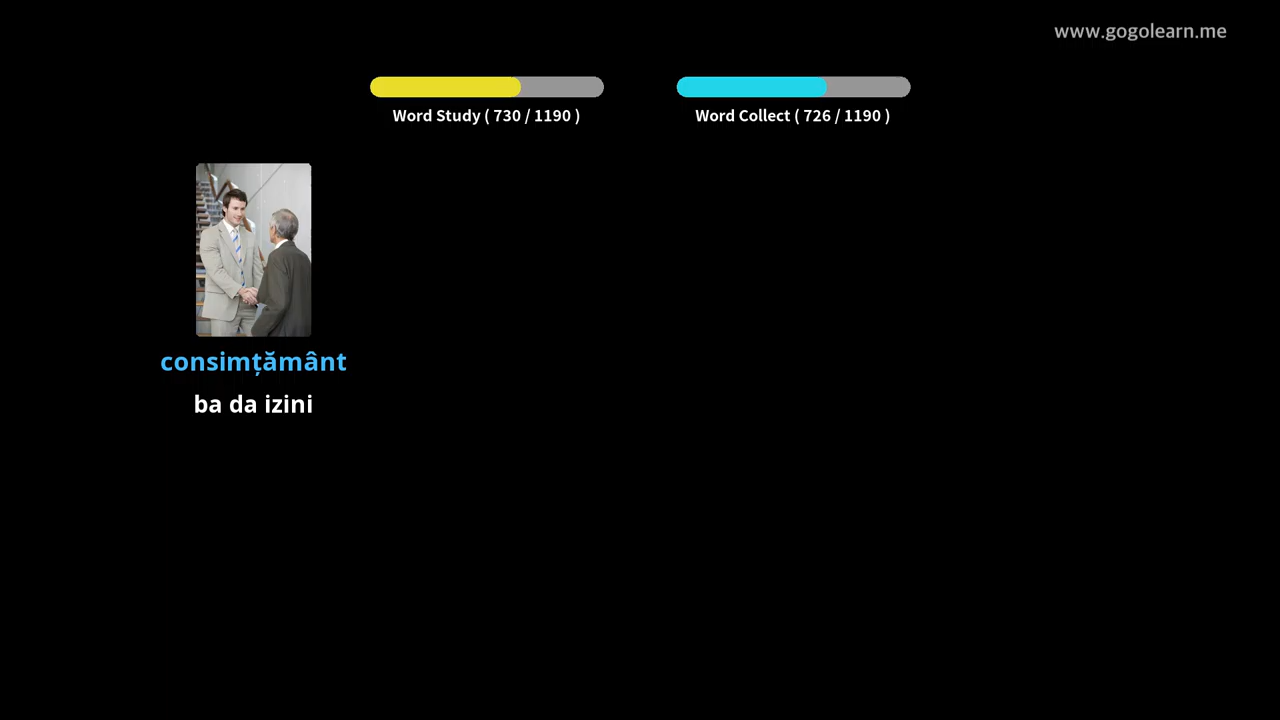 www.gogolearn.me
Word Study ( 730 / 1190 )
Word Collect ( 726 / 1190 )
consimțământ
ba da izini